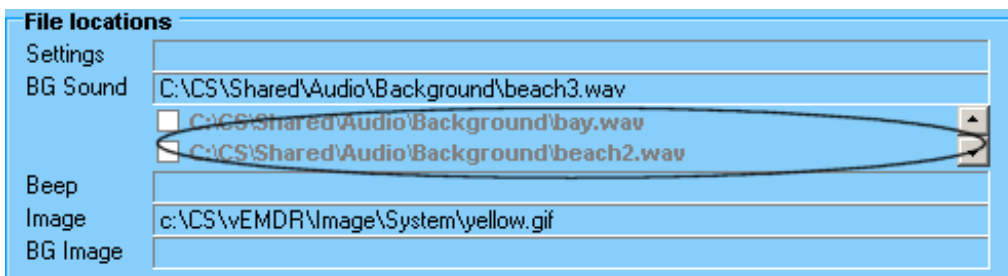 File locations
Settings
BG Sound C:\CS\Shared\Audio\Background\beach3.wav
C:\CS\Shared\Audio\Background\bay.wav
C:\CS\Shared\Audio\Background\beach2.wav
Beep
Image c:\CS\vEMDR\Image\System\yellow.gif
BG Image